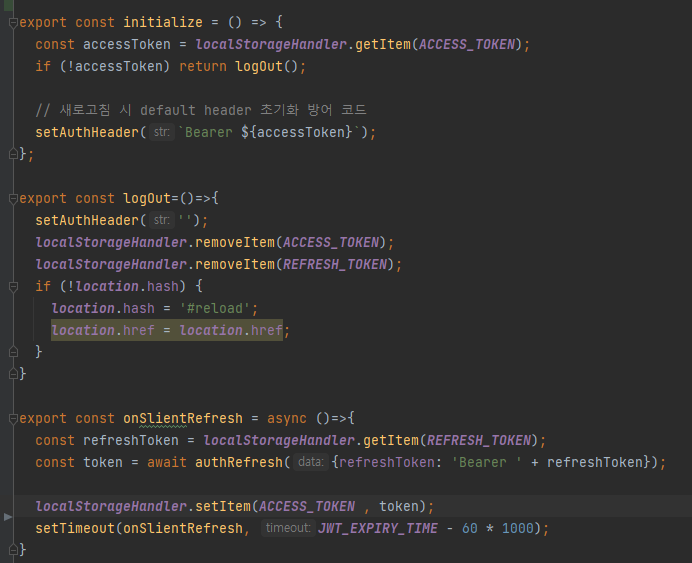 export const initialize = () => {
const accessToken = localStorageHandler.getItem(ACCESS_TOKEN);
if (!accessToken) return logOut();
// 새로고침 시 default header 초기화 방어 코드
setAuthHeader( str: `Bearer ${accessToken}`);
};
export const logOut=()=>{
setAuthHeader( str: '');
localStorageHandler.removeItem(ACCESS_TOKEN);
localStorageHandler.removeItem(REFRESH_TOKEN);
if (!location.hash) {
location.hash = '#reload';
location.href = location.href;
}
}
export const onSlientRefresh = async ()=>{
const refreshToken = localStorageHandler.getItem(REFRESH_TOKEN);
const token = await authRefresh( data: {refreshToken: 'Bearer ' + refreshToken});
localStorageHandler.setItem(ACCESS_TOKEN , token);
setTimeout(onSlientRefresh, timeout: JWT_EXPIRY_TIME - 60 * 1000);
}